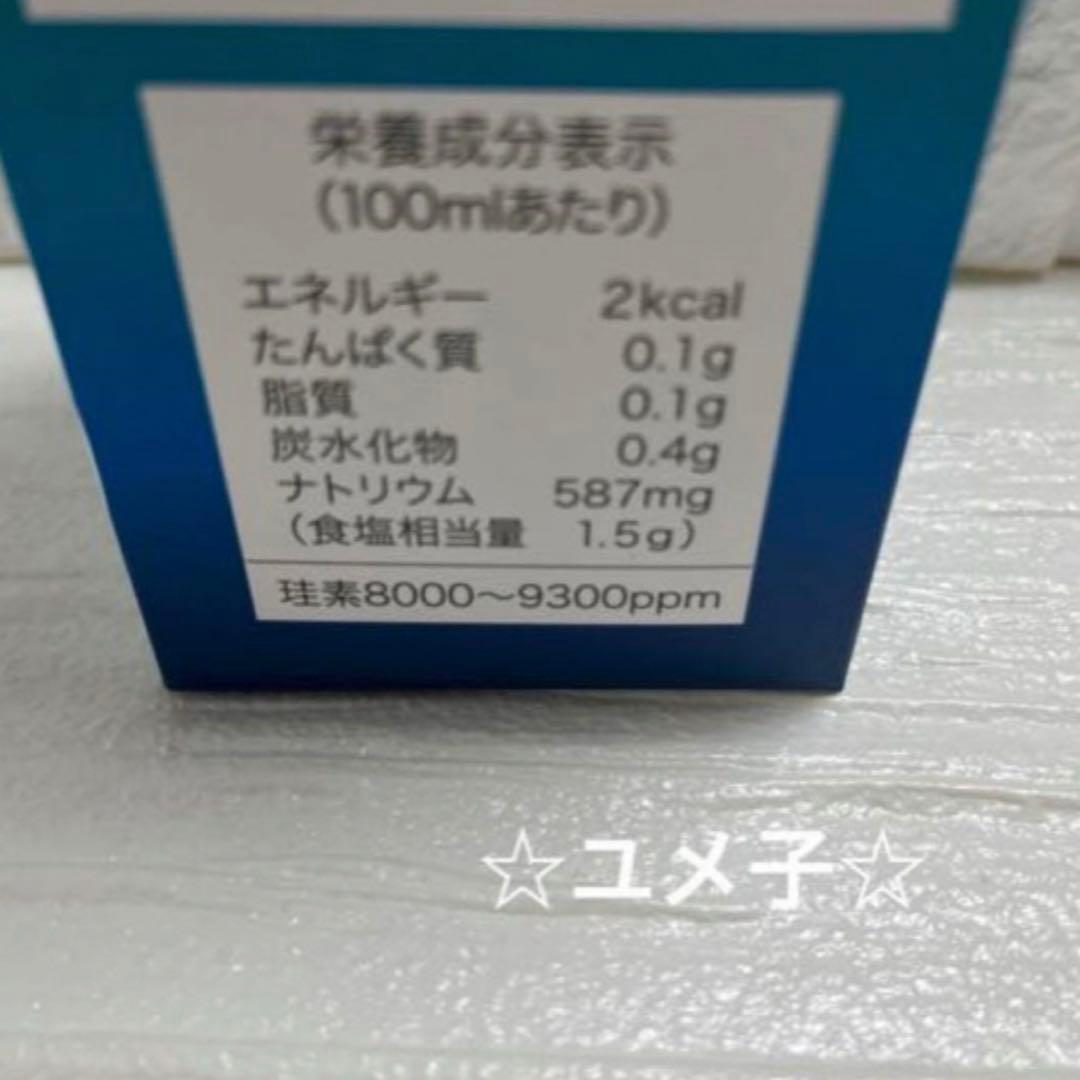 栄養成分表示
(100mlあたり)
エネルギー 2kcal
たんぱく質 0.1g
脂質 0.1g
炭水化物 0.4g
ナトリウム 587mg
(食塩相当量 1.5g)
珪素8000～9300ppm
☆ユメ子☆